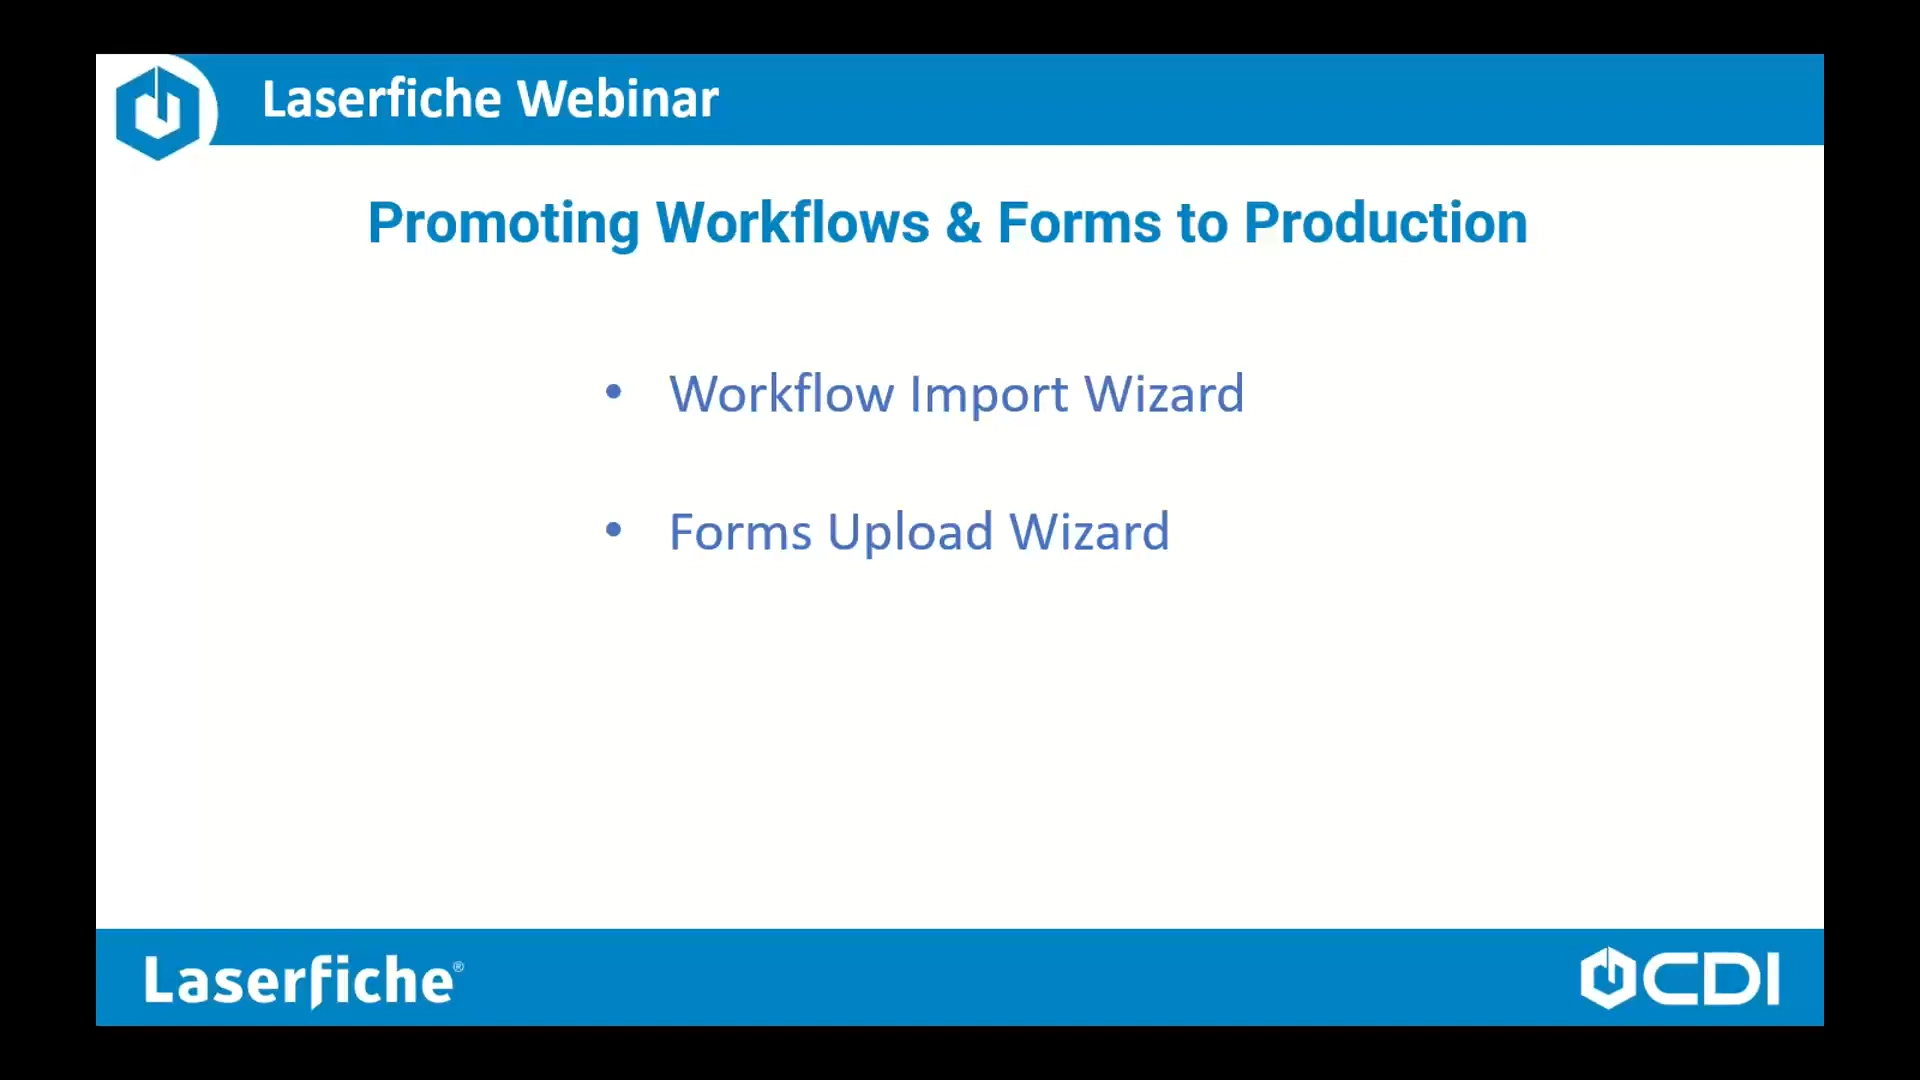 Laserfiche Webinar
Promoting Workflows & Forms to Production
• Workflow Import Wizard
• Forms Upload Wizard
Laserfiche®
CDI